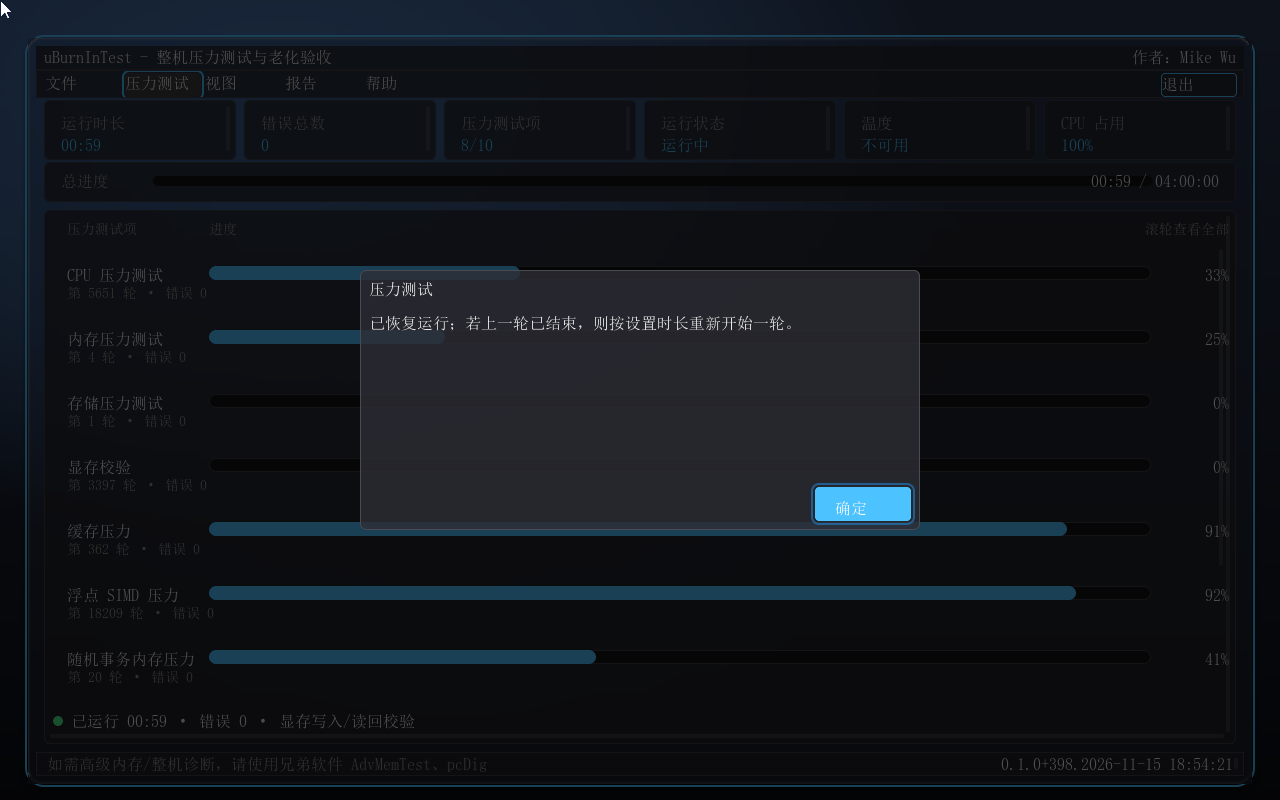 uBurnInTest - 整机压力测试与老化验收
作者: Mike Wu
文件 压力测试 视图 报告 帮助 退出
运行时长 错误总数 压力测试项 运行状态 温度 CPU 占用
00:59 0 8/10 运行中 不可用 100%
总进度 00:59 / 04:00:00
压力测试项 进度 滚轮查看全部
CPU 压力测试 33%
第 5651 轮 • 错误 0
压力测试
已恢复运行; 若上一轮已结束, 则按设置时长重新开始一轮。
内存压力测试 25%
第 4 轮 • 错误 0
存储压力测试 0%
第 1 轮 • 错误 0
显存校验 0%
第 3397 轮 • 错误 0
确定
缓存压力 91%
第 362 轮 • 错误 0
浮点 SIMD 压力 92%
第 18209 轮 • 错误 0
随机事务内存压力 41%
第 20 轮 • 错误 0
已运行 00:59 • 错误 0 • 显存写入/读回校验
如需高级内存/整机诊断, 请使用兄弟软件 AdvMemTest、pcDig
0.1.0+398.2026-11-15 18:54:21